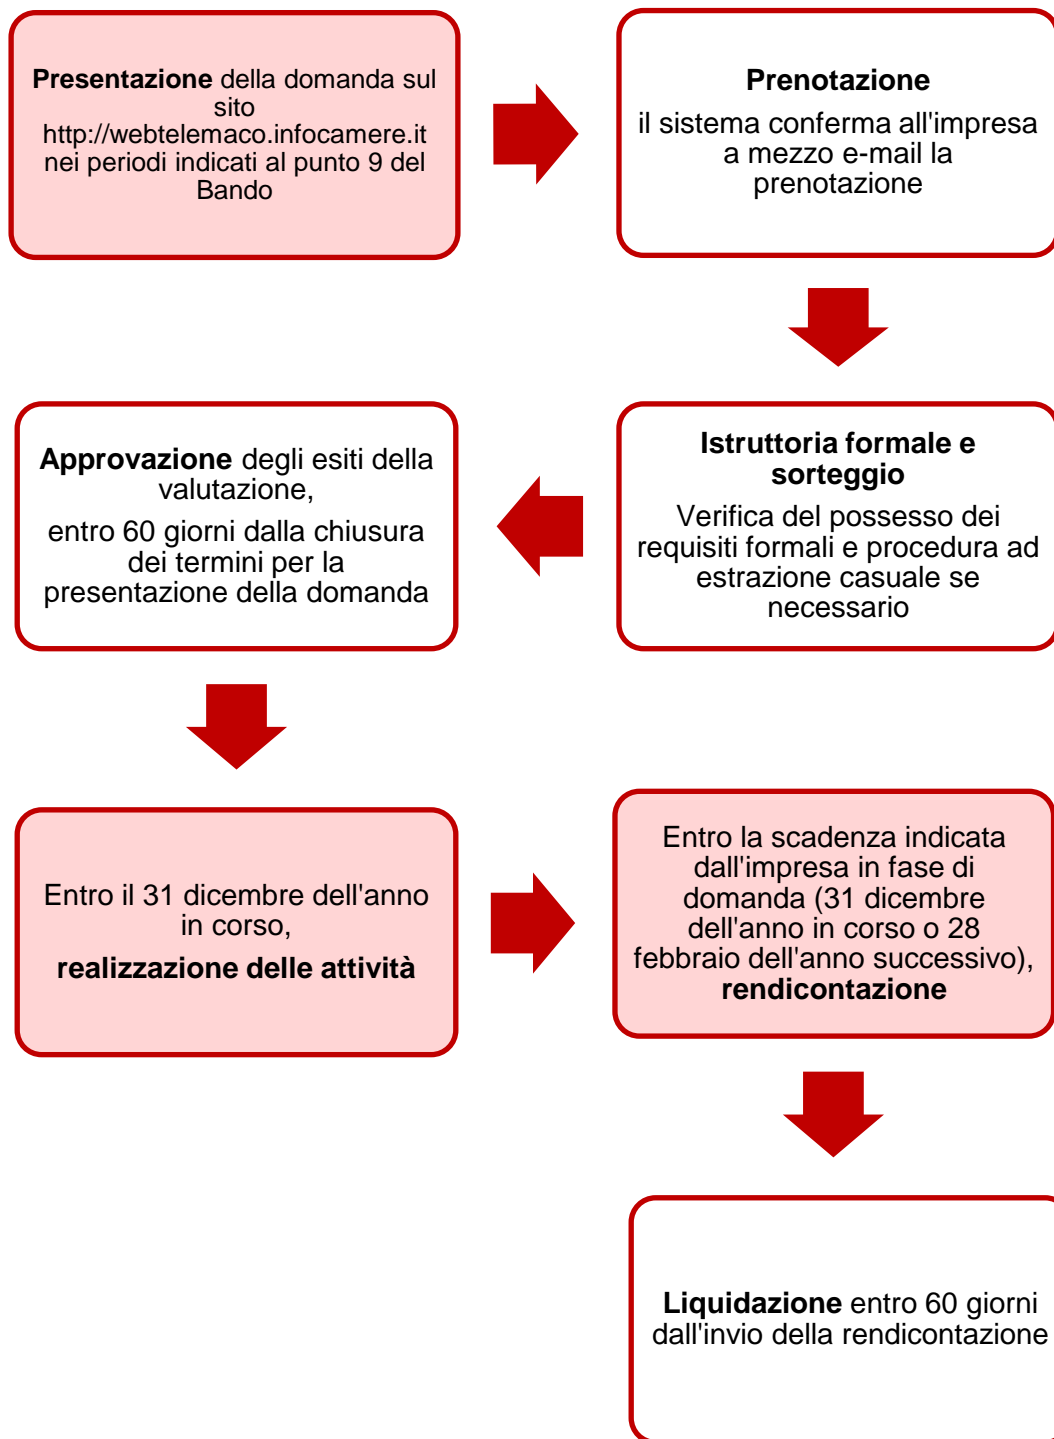 Presentazione della domanda sul
sito
http://webtelemaco.infocamere.it
nei periodi indicati al punto 9 del
Bando
Prenotazione
il sistema conferma all'impresa
a mezzo e-mail la
prenotazione
Istruttoria formale e
sorteggio
Verifica del possesso dei
requisiti formali e procedura ad
estrazione casuale se
necessario
Approvazione degli esiti della
valutazione,
entro 60 giorni dalla chiusura
dei termini per la
presentazione della domanda
Entro il 31 dicembre dell'anno
in corso,
realizzazione delle attività
Entro la scadenza indicata
dall'impresa in fase di
domanda (31 dicembre
dell'anno in corso o 28
febbraio dell'anno successivo),
rendicontazione
Liquidazione entro 60 giorni
dall'invio della rendicontazione